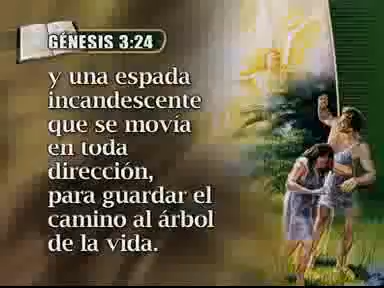 GÉNESIS 3:24
y una espada
incandescente
que se movía
en toda
dirección,
para guardar el
camino al árbol
de la vida.